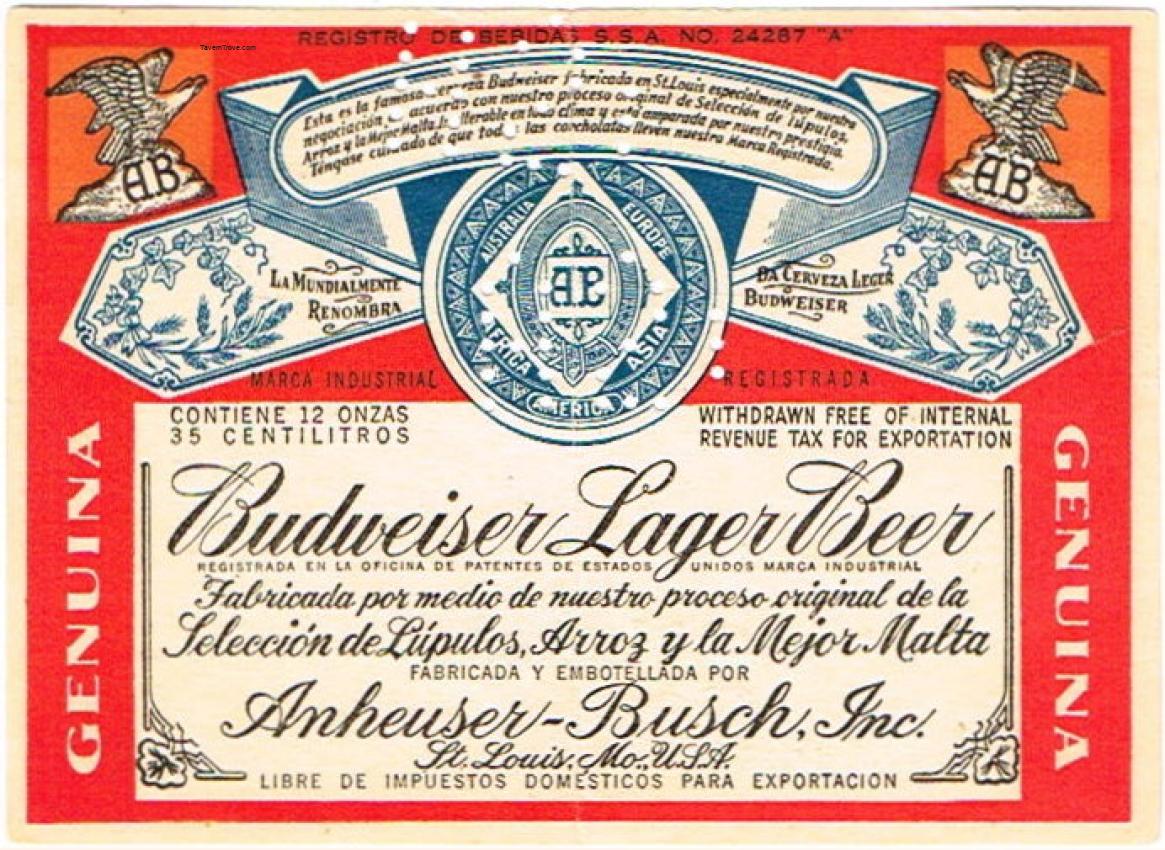 TavernTrove.com
REGISTRO DE BEBIDAS S.S.A. NO. 24287 "A"
Esta es la famosa Budweiser fabricada en St. Louis especialmente por nuestra
negociación acuerdo con nuestro proceso original de Selección de Lúpulos,
Arroz y la Mejor Malta. en todo clima y está amparada por nuestro prestigio.
Téngase cuidado de que todas las corcholatas lleven nuestra Marca Registrada.
AB
AB
AUSTRALIA
EUROPE
AB
AFRICA
ASIA
AMERICA
LA MUNDIALMENTE
RENOMBRA
DA CERVEZA LEGER
BUDWEISER
MARCA INDUSTRIAL
REGISTRADA
CONTIENE 12 ONZAS
35 CENTILITROS
WITHDRAWN FREE OF INTERNAL
REVENUE TAX FOR EXPORTATION
GENUINA
GENUINA
Budweiser Lager Beer
REGISTRADA EN LA OFICINA DE PATENTES DE ESTADOS UNIDOS MARCA INDUSTRIAL
Fabricada por medio de nuestro proceso original de la
Selección de Lúpulos, Arroz y la Mejor Malta
FABRICADA Y EMBOTELLADA POR
Anheuser-Busch, Inc.
St. Louis, Mo., U.S.A.
LIBRE DE IMPUESTOS DOMESTICOS PARA EXPORTACION